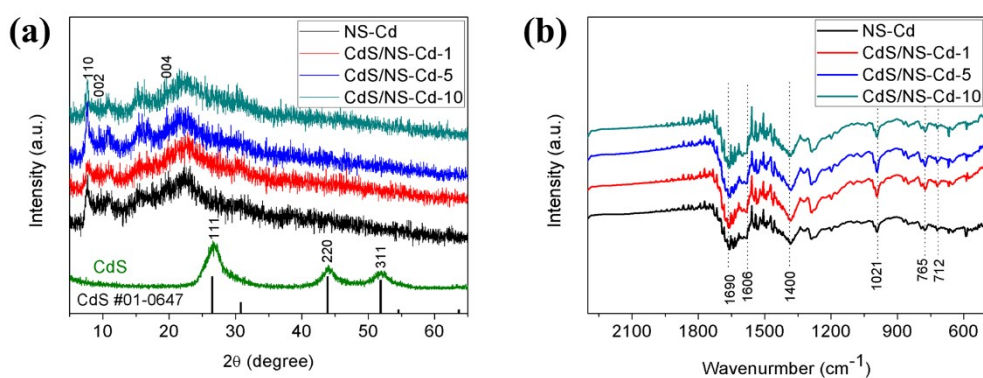 (a)
NS-Cd
CdS/NS-Cd-1
CdS/NS-Cd-5
CdS/NS-Cd-10
110
002
004
111
220
311
CdS
CdS #01-0647
Intensity (a.u.)
10 20 30 40 50 60
2θ (degree)
(b)
NS-Cd
CdS/NS-Cd-1
CdS/NS-Cd-5
CdS/NS-Cd-10
1690
1606
1400
1021
765
712
Intensity (a.u.)
2100 1800 1500 1200 900 600
Wavenurmber (cm⁻¹)